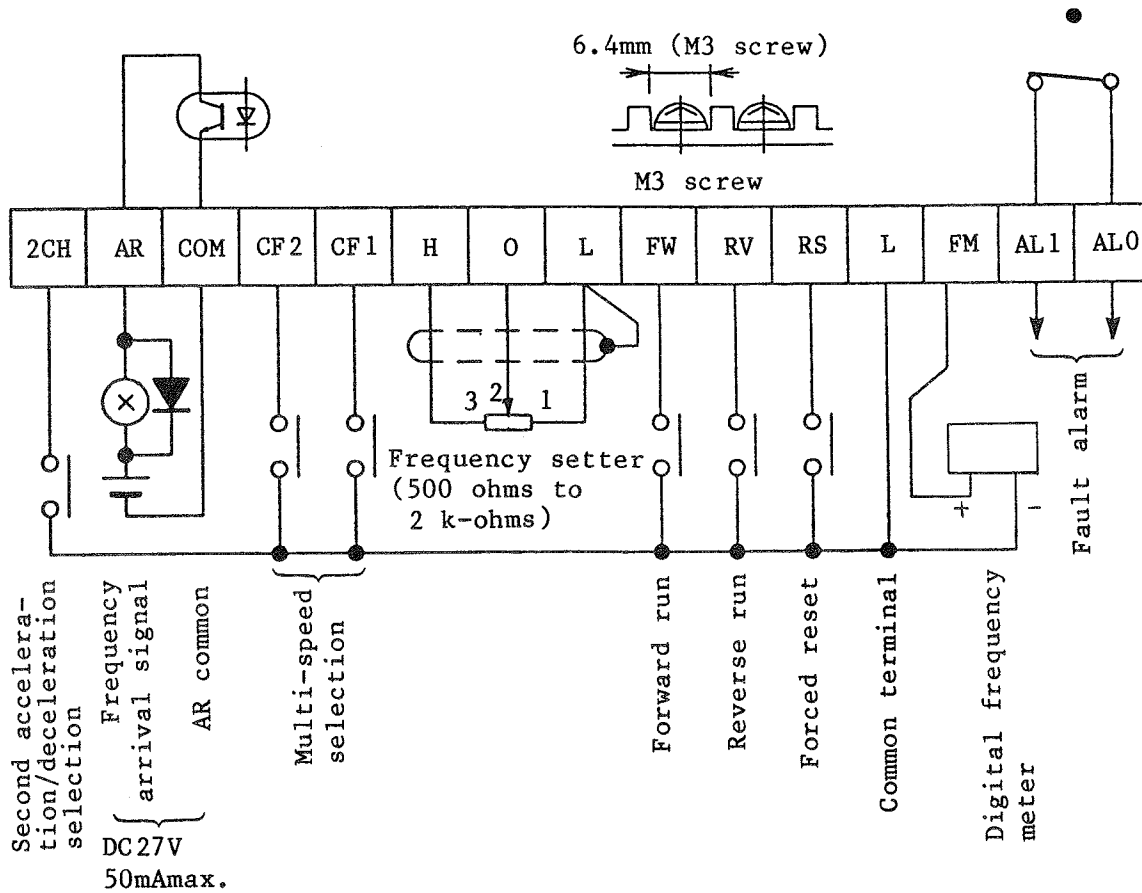 6.4mm (M3 screw)
M3 screw
2CH AR COM CF2 CF1 H O L FW RV RS L FM AL1 AL0
3 2 1
Frequency setter
(500 ohms to
2 k-ohms)
+ -
Fault alarm
Second accelera-
tion/deceleration
selection
Frequency
arrival signal
AR common
DC27V
50mAmax.
Multi-speed
selection
Forward run
Reverse run
Forced reset
Common terminal
Digital frequency
meter